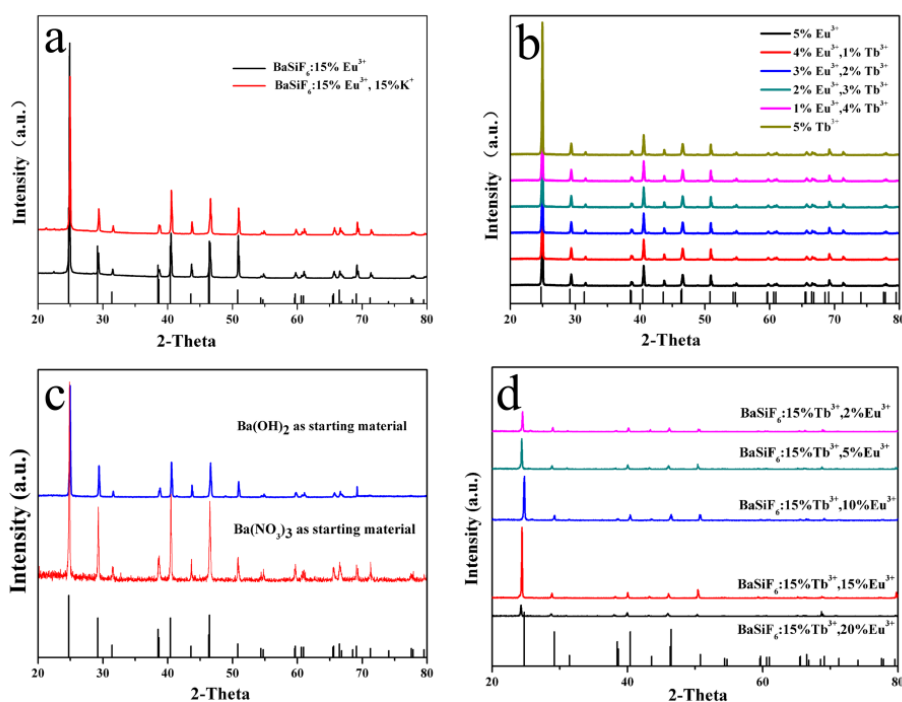 a
BaSiF₆:15% Eu³⁺
BaSiF₆:15% Eu³⁺, 15%K⁺
Intensity (a.u.)
20 30 40 50 60 70 80
2-Theta
b
5% Eu³⁺
4% Eu³⁺,1% Tb³⁺
3% Eu³⁺,2% Tb³⁺
2% Eu³⁺,3% Tb³⁺
1% Eu³⁺,4% Tb³⁺
5% Tb³⁺
Intensity (a.u.)
20 30 40 50 60 70 80
2-Theta
c
Ba(OH)₂ as starting material
Ba(NO₃)₃ as starting material
Intensity (a.u.)
20 30 40 50 60 70 80
2-Theta
d
BaSiF₆:15%Tb³⁺,2%Eu³⁺
BaSiF₆:15%Tb³⁺,5%Eu³⁺
BaSiF₆:15%Tb³⁺,10%Eu³⁺
BaSiF₆:15%Tb³⁺,15%Eu³⁺
BaSiF₆:15%Tb³⁺,20%Eu³⁺
Intensity (a.u.)
20 30 40 50 60 70 80
2-Theta